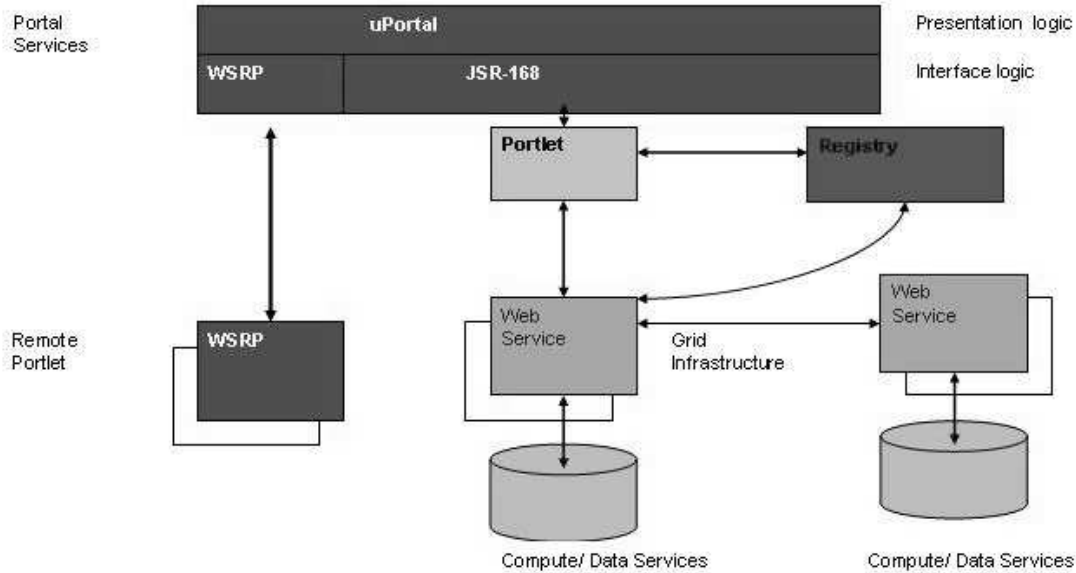 Portal
Services
uPortal
Presentation logic
WSRP
JSR-168
Interface logic
Portlet
Registry
Remote
Portlet
WSRP
Web
Service
Grid
Infrastructure
Web
Service
Compute/ Data Services
Compute/ Data Services